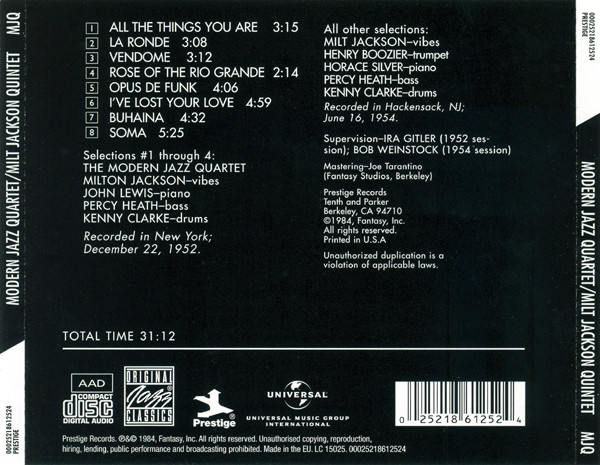 1 ALL THE THINGS YOU ARE 3:15
2 LA RONDE 3:08
3 VENDOME 3:12
4 ROSE OF THE RIO GRANDE 2:14
5 OPUS DE FUNK 4:06
6 I'VE LOST YOUR LOVE 4:59
7 BUHAINA 4:32
8 SOMA 5:25
Selections #1 through 4:
THE MODERN JAZZ QUARTET
MILTON JACKSON–vibes
JOHN LEWIS–piano
PERCY HEATH–bass
KENNY CLARKE–drums
Recorded in New York;
December 22, 1952.
All other selections:
MILT JACKSON–vibes
HENRY BOOZIER–trumpet
HORACE SILVER–piano
PERCY HEATH–bass
KENNY CLARKE–drums
Recorded in Hackensack, NJ;
June 16, 1954.
Supervision–IRA GITLER (1952 ses-
sion); BOB WEINSTOCK (1954 session)
Mastering–Joe Tarantino
(Fantasy Studios, Berkeley)
Prestige Records
Tenth and Parker
Berkeley, CA 94710
©1984, Fantasy, Inc.
All rights reserved.
Printed in U.S.A
Unauthorized duplication is a
violation of applicable laws.
TOTAL TIME 31:12
AAD
COMPACT
disc
DIGITAL AUDIO
ORIGINAL
Jazz
CLASSICS
Prestige
UNIVERSAL
UNIVERSAL MUSIC GROUP
INTERNATIONAL
0 25218 61252 4
Prestige Records. ℗&© 1984, Fantasy, Inc. All rights reserved. Unauthorised copying, reproduction,
hiring, lending, public performance and broadcasting prohibited. Made in the EU. LC 15025. 00025218612524
MODERN JAZZ QUARTET/MILT JACKSON QUINTET MJQ
00025218612524
PRESTIGE
00025218612524
PRESTIGE
MODERN JAZZ QUARTET/MILT JACKSON QUINTET MJQ